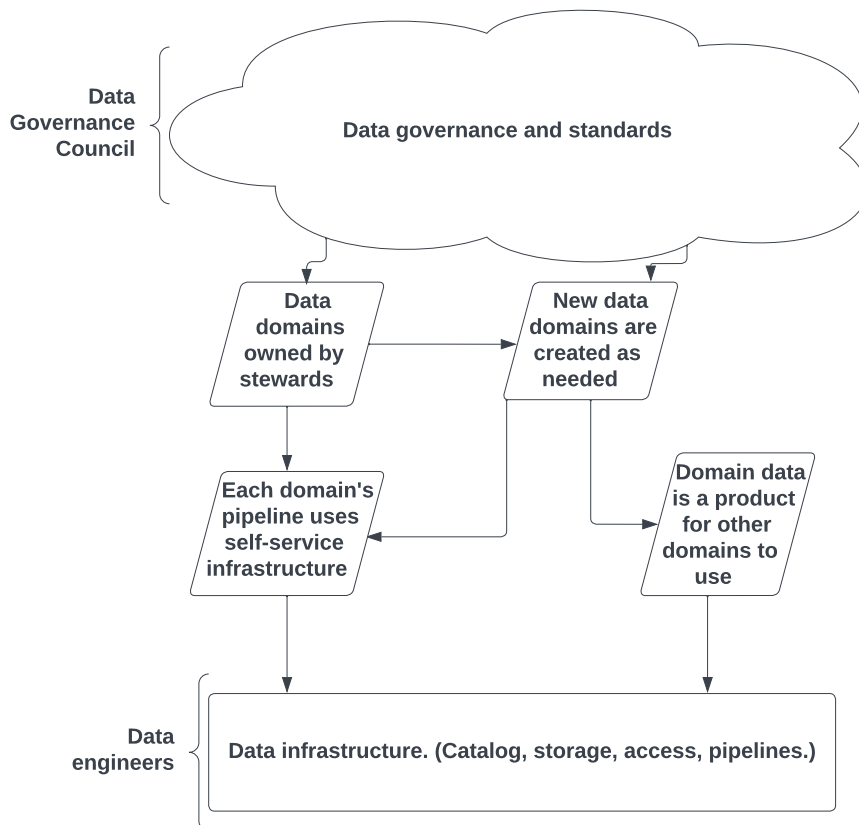 Data
Governance
Council
Data governance and standards
Data
domains
owned by
stewards
New data
domains are
created as
needed
Each domain's
pipeline uses
self-service
infrastructure
Domain data
is a product
for other
domains to
use
Data
engineers
Data infrastructure. (Catalog, storage, access, pipelines.)